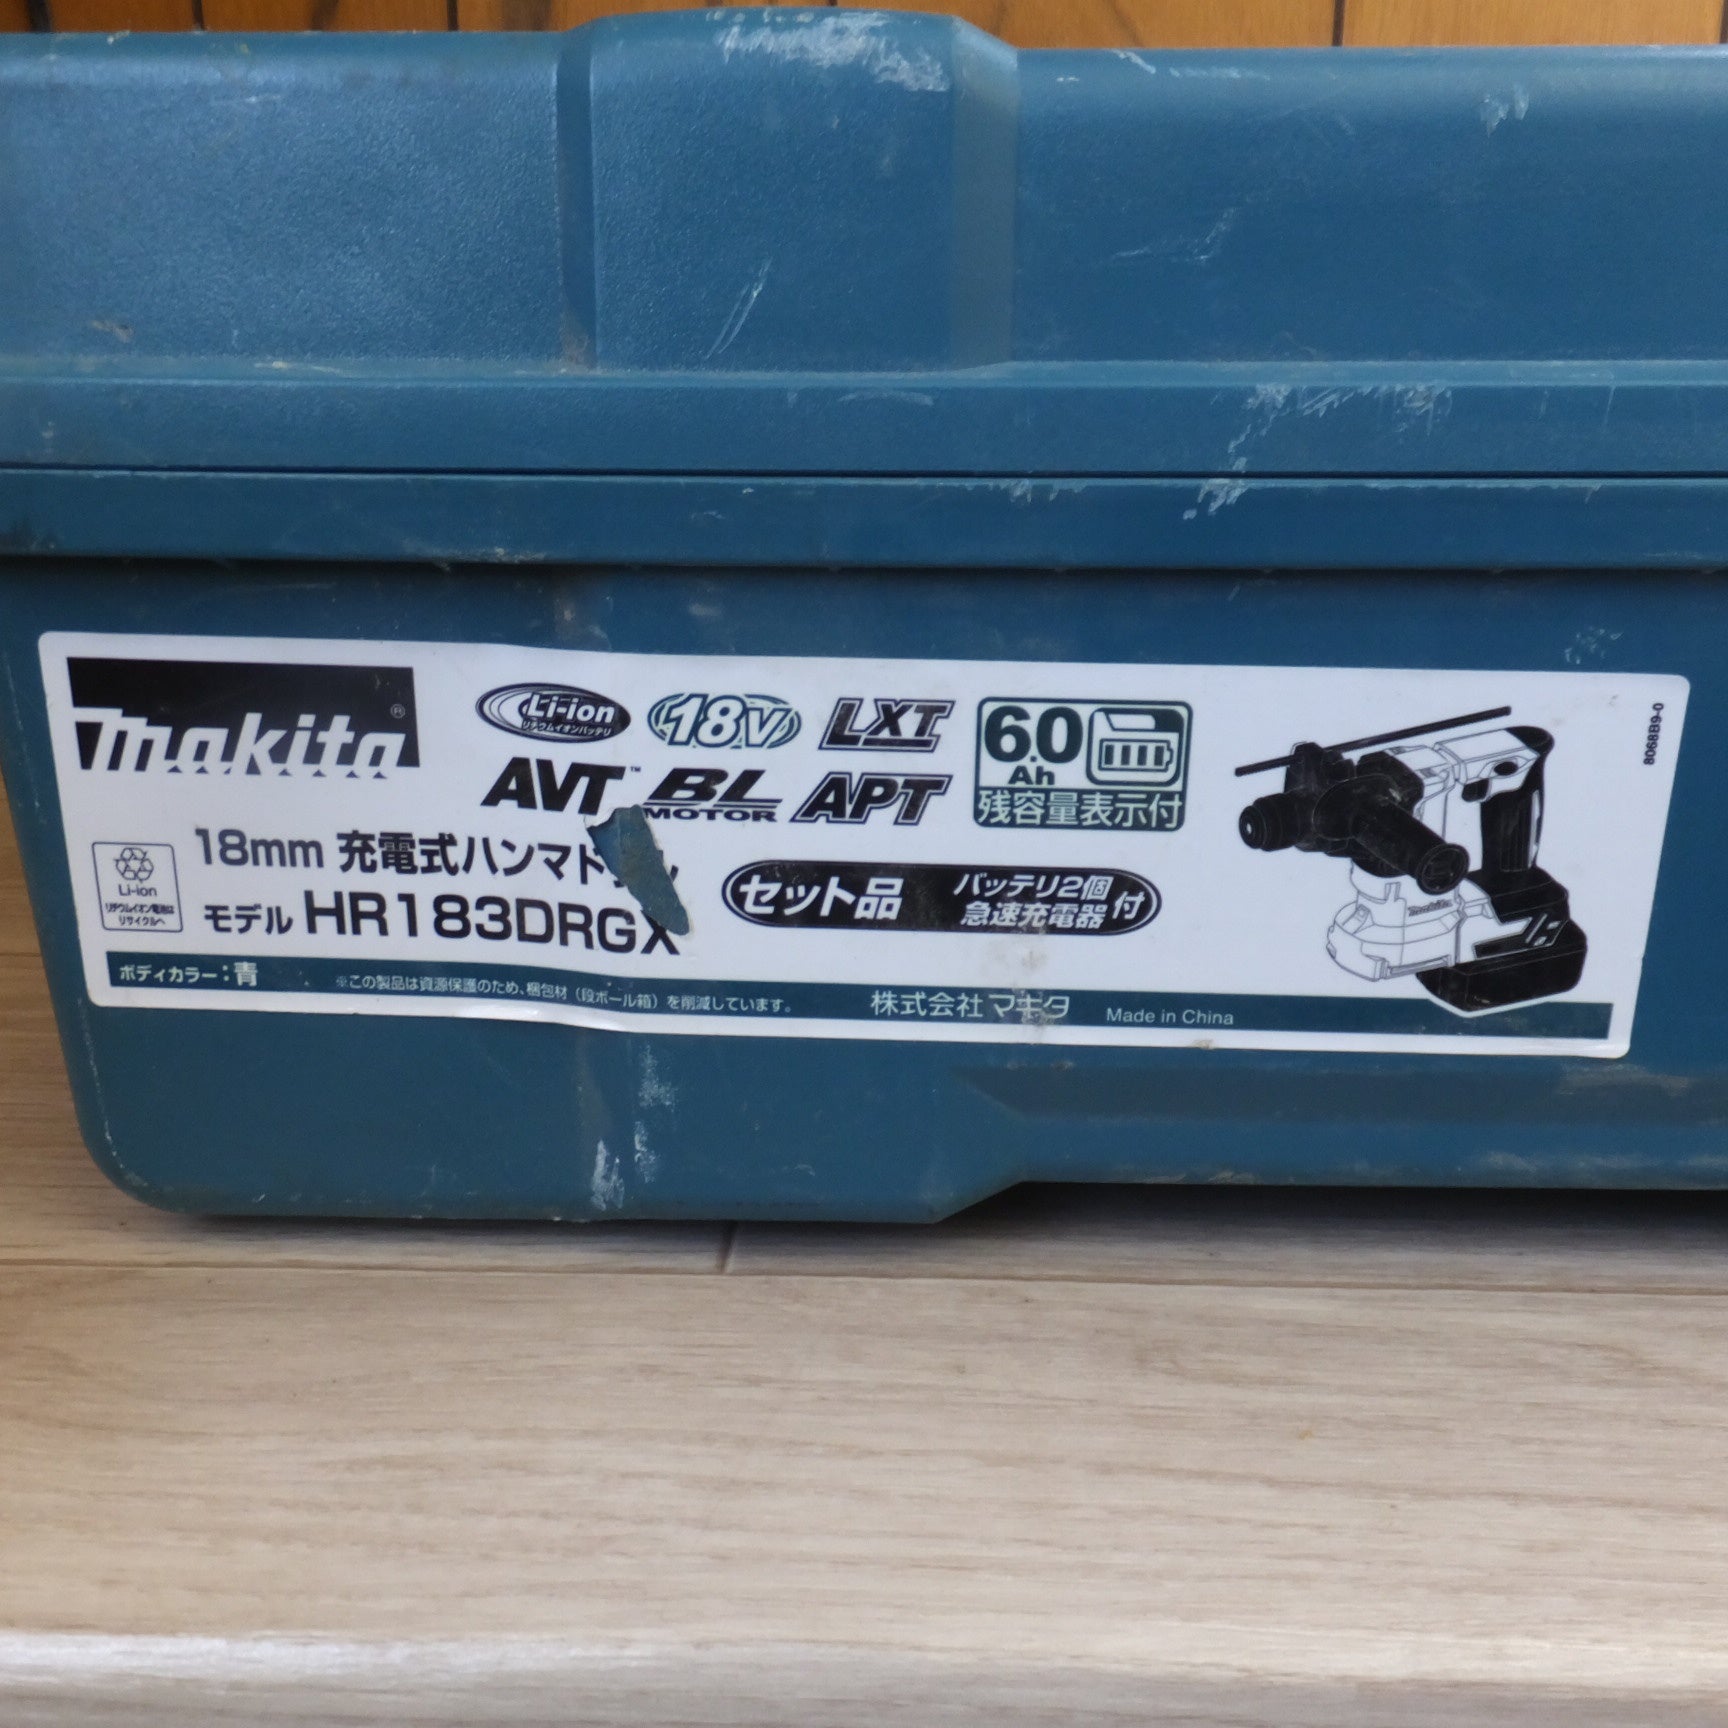 makita®
Li-ion
リチウムイオンバッテリ
18V
LXT
AVT™
BL
MOTOR
APT
6.0
Ah
残容量表示付
18mm 充電式ハンマド
モデル HR183DRGX
Li-ion
リチウムイオン電池は
リサイクルへ
セット品 バッテリ2個
急速充電器 付
makita
8068B9-0
ボディカラー：青
※この製品は資源保護のため、梱包材（段ボール箱）を削減しています。
株式会社 マキタ
Made in China